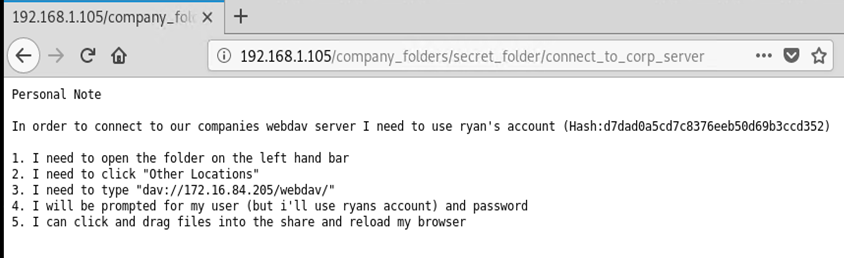 192.168.1.105/company_fol
192.168.1.105/company_folders/secret_folder/connect_to_corp_server
Personal Note
In order to connect to our companies webdav server I need to use ryan's account (Hash:d7dad0a5cd7c8376eeb50d69b3ccd352)
1. I need to open the folder on the left hand bar
2. I need to click "Other Locations"
3. I need to type "dav://172.16.84.205/webdav/"
4. I will be prompted for my user (but i'll use ryans account) and password
5. I can click and drag files into the share and reload my browser